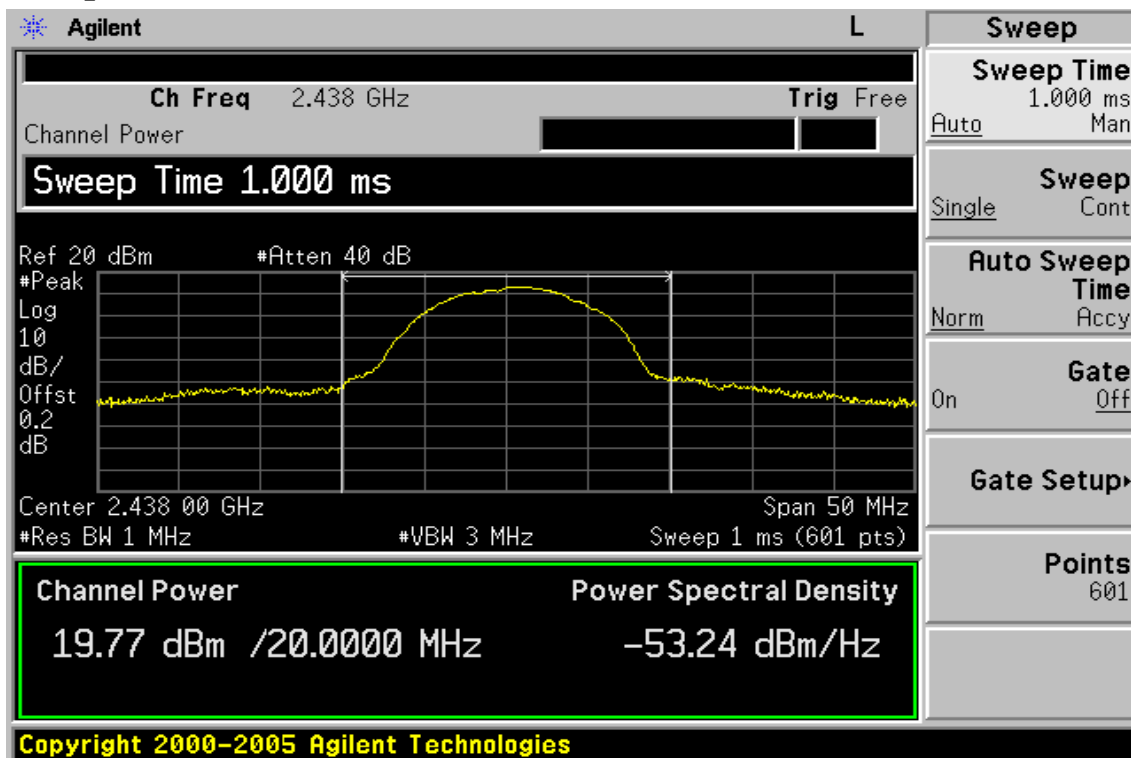 Agilent L
Ch Freq 2.438 GHz Trig Free
Channel Power
Sweep Time 1.000 ms
Ref 20 dBm #Atten 40 dB
#Peak
Log
10
dB/
Offst
0.2
dB
Center 2.438 00 GHz Span 50 MHz
#Res BW 1 MHz #VBW 3 MHz Sweep 1 ms (601 pts)
Channel Power Power Spectral Density
19.77 dBm /20.0000 MHz -53.24 dBm/Hz
Copyright 2000-2005 Agilent Technologies
Sweep
Sweep Time
1.000 ms
Auto Man
Sweep
Single Cont
Auto Sweep
Time
Norm Accy
Gate
On Off
Gate Setup
Points
601